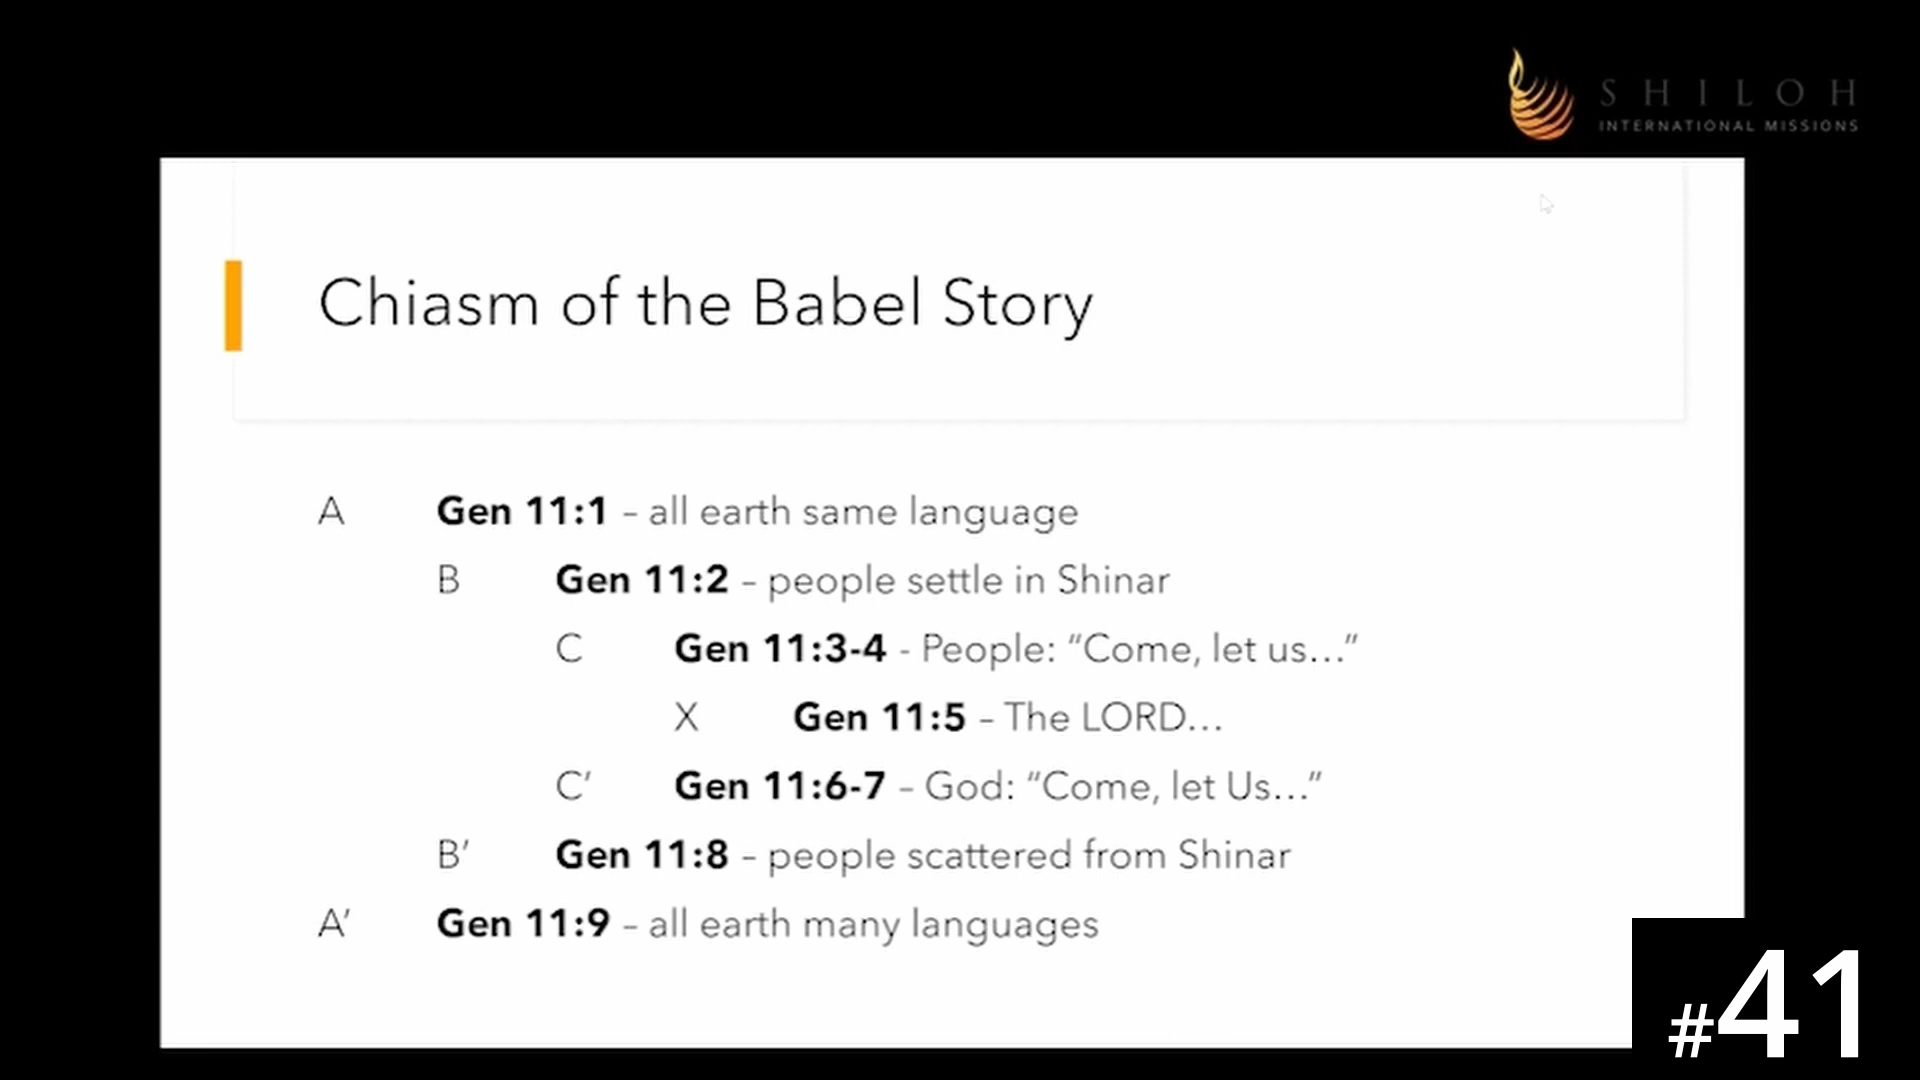 SHILOH
INTERNATIONAL MISSIONS
Chiasm of the Babel Story
A Gen 11:1 – all earth same language
B Gen 11:2 – people settle in Shinar
C Gen 11:3-4 - People: “Come, let us…”
X Gen 11:5 – The LORD…
C’ Gen 11:6-7 – God: “Come, let Us…”
B’ Gen 11:8 – people scattered from Shinar
A’ Gen 11:9 – all earth many languages
#41